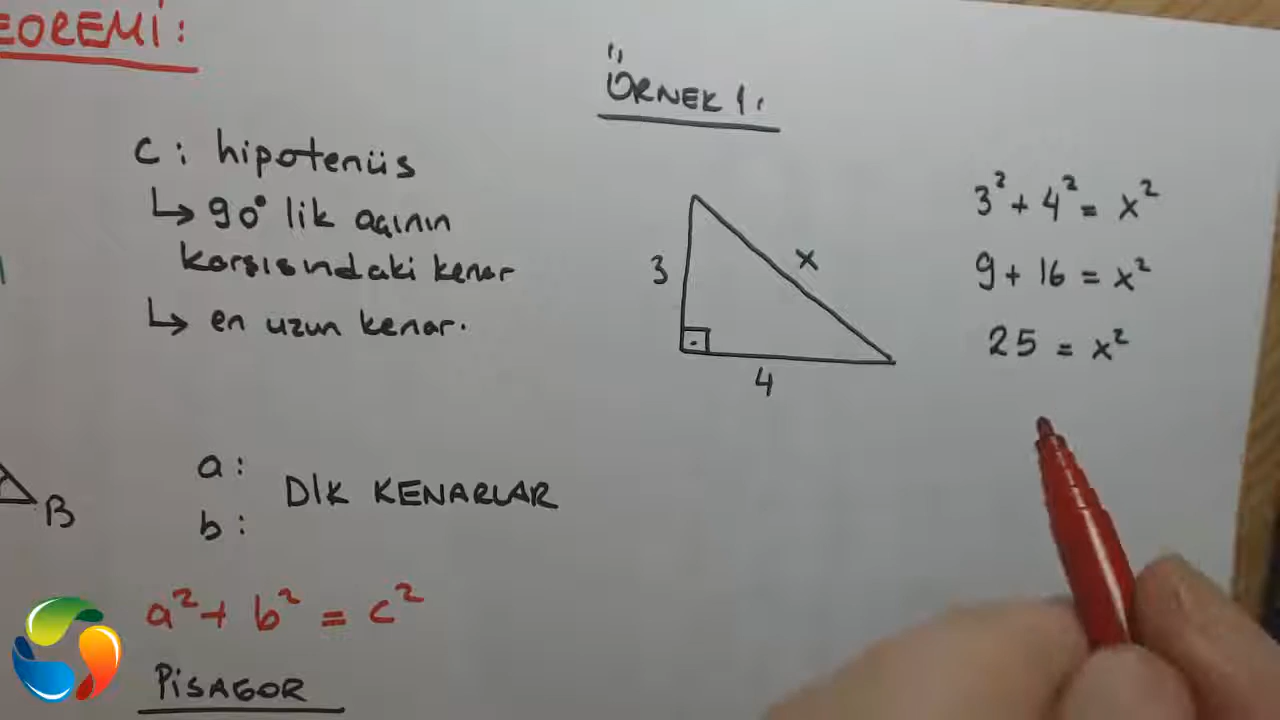 EOREMİ:
c: hipotenüs
↳ 90° lik açının
karşısındaki kenar
↳ en uzun kenar.
a:
b:
DİK KENARLAR
B
a² + b² = c²
PİSAGOR
ÖRNEK 1:
3
x
4
3² + 4² = x²
9 + 16 = x²
25 = x²